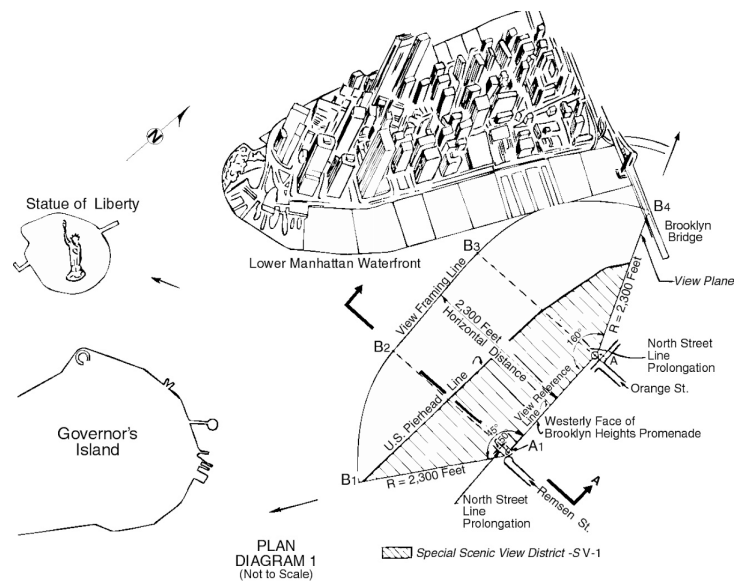 N
Statue of Liberty
Lower Manhattan Waterfront
B4
Brooklyn
Bridge
View Plane
B3
View Framing Line
2,300 Feet
Horizontal Distance
R = 2,300 Feet
B2
160°
A
North Street
Line
Prolongation
Orange St.
U.S. Pierhead Line
View Reference
Line
Westerly Face of
Brooklyn Heights Promenade
45°
A1
Governor's
Island
B1
R = 2,300 Feet
A
Remsen St.
North Street
Line
Prolongation
PLAN
DIAGRAM 1
(Not to Scale)
Special Scenic View District -SV-1